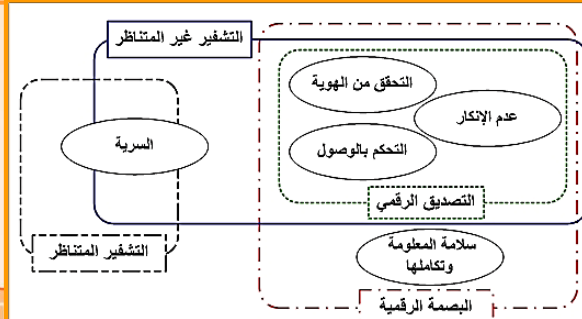 التشفير غير المتناظر
التحقق من الهوية
عدم الإنكار
السرية
التحكم بالوصول
التصديق الرقمي
التشفير المتناظر
سلامة المعلومة
وتكاملها
البصمة الرقمية